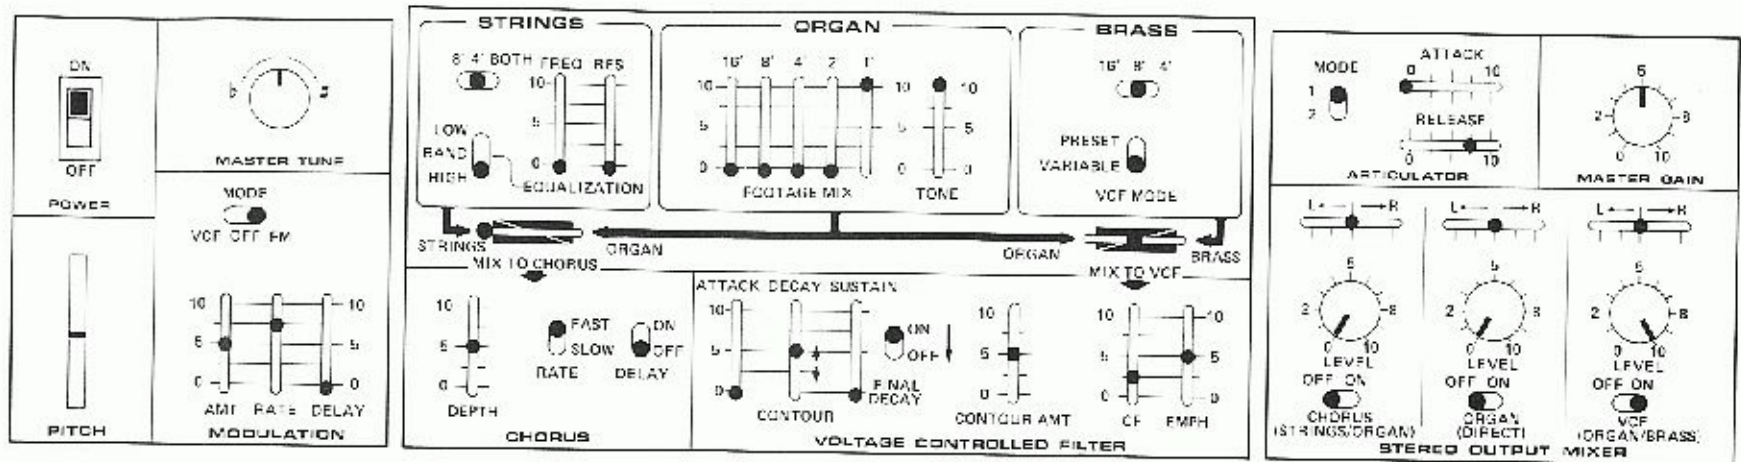 ON
OFF
POWER
PITCH
MASTER TUNE
MODE
VCF OFF FM
10 10
5 5
0 0
AMT RATE DELAY
MODULATION
STRINGS
8' 4' BOTH
FREQ RES
LOW
BAND
HIGH
10
5
0
EQUALIZATION
ORGAN
16' 8' 4' 2' 1'
10 10 10
5 5 5
0 0 0
FOOTAGE MIX
TONE
BRASS
16' 8' 4'
PRESET
VARIABLE
VCF MODE
STRINGS
ORGAN
MIX TO CHORUS
ORGAN
BRASS
MIX TO VCF
10
5
0
DEPTH
FAST
SLOW
RATE
ON
OFF
DELAY
CHORUS
ATTACK DECAY SUSTAIN
10
5
0
CONTOUR
ON
OFF
FINAL
DECAY
10
5
0
CONTOUR AMT
10 10
5 5
0 0
CF EMPH
VOLTAGE CONTROLLED FILTER
MODE
1
2
ATTACK
0 10
RELEASE
0 10
ARTICULATOR
5
2 8
0 10
MASTER GAIN
L R
5
2 8
0 10
LEVEL
OFF ON
CHORUS
(STRINGS/ORGAN)
L R
5
2 8
0 10
LEVEL
OFF ON
ORGAN
(DIRECT)
L R
5
2 8
0 10
LEVEL
OFF ON
VCF
(ORGAN/BRASS)
STEREO OUTPUT MIXER